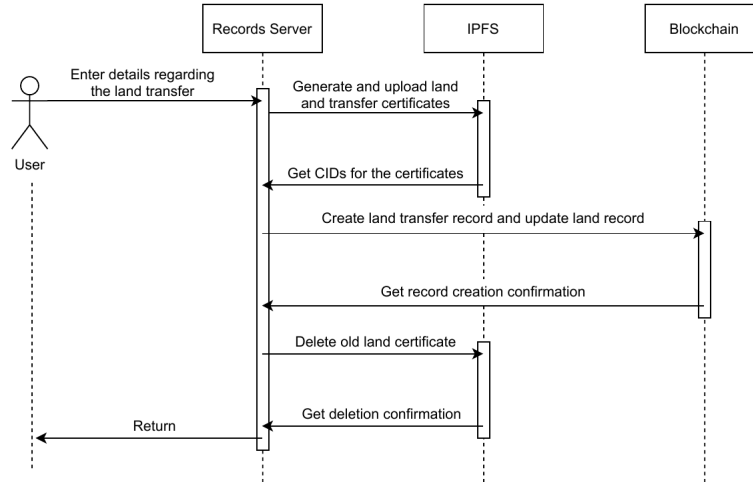 Records Server
IPFS
Blockchain
Enter details regarding
the land transfer
Generate and upload land
and transfer certificates
User
Get CIDs for the certificates
Create land transfer record and update land record
Get record creation confirmation
Delete old land certificate
Get deletion confirmation
Return